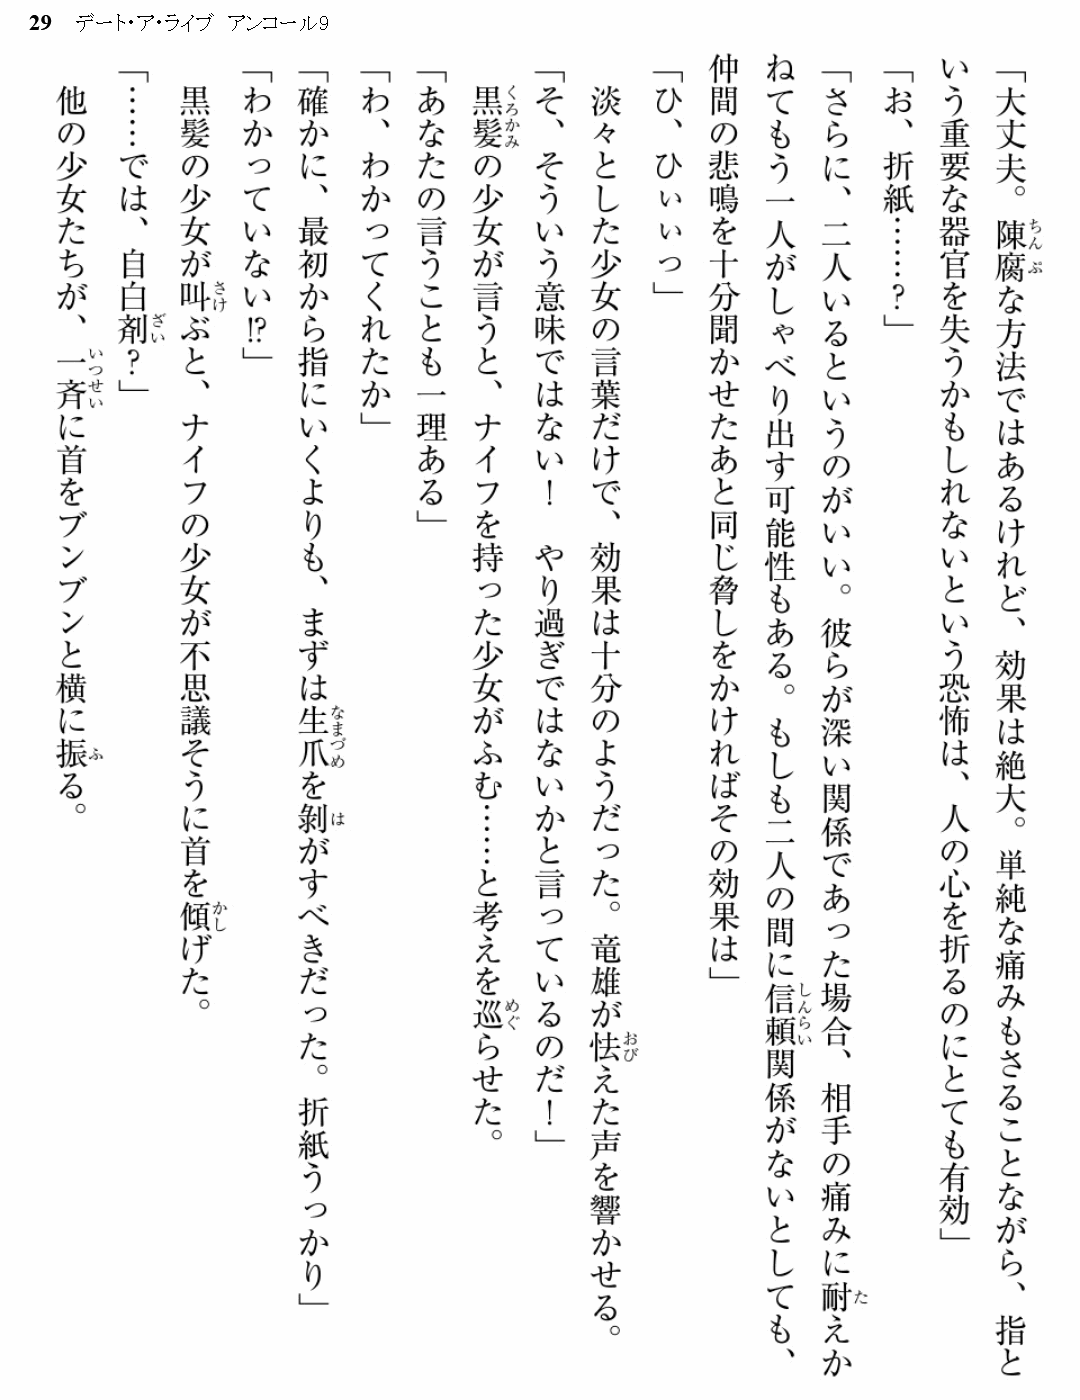 29 デート・ア・ライブ アンコール9
「大丈夫。陳腐な方法ではあるけれど、効果は絶大。単純な痛みもさることながら、指と
いう重要な器官を失うかもしれないという恐怖は、人の心を折るのにとても有効」
「お、折紙……？」
「さらに、二人いるというのがいい。彼らが深い関係であった場合、相手の痛みに耐えか
ねてもう一人がしゃべり出す可能性もある。もしも二人の間に信頼関係がないとしても、
仲間の悲鳴を十分聞かせたあと同じ脅しをかければその効果は」
「ひ、ひぃぃっ」
淡々とした少女の言葉だけで、効果は十分のようだった。竜雄が怯えた声を響かせる。
「そ、そういう意味ではない！　やり過ぎではないかと言っているのだ！」
黒髪の少女が言うと、ナイフを持った少女がふむ……と考えを巡らせた。
「あなたの言うことも一理ある」
「わ、わかってくれたか」
「確かに、最初から指にいくよりも、まずは生爪を剝がすべきだった。折紙うっかり」
「わかっていない⁉」
黒髪の少女が叫ぶと、ナイフの少女が不思議そうに首を傾げた。
「……では、自白剤？」
他の少女たちが、一斉に首をブンブンと横に振る。